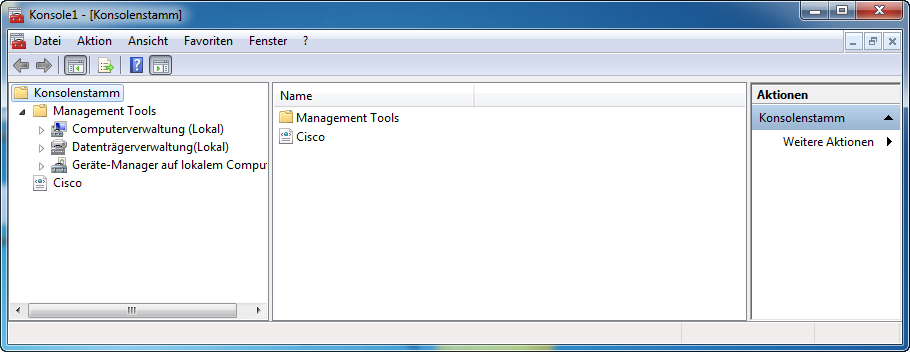 Konsole1 - [Konsolenstamm]
Datei Aktion Ansicht Favoriten Fenster ?
Konsolenstamm
Management Tools
Computerverwaltung (Lokal)
Datenträgerverwaltung(Lokal)
Geräte-Manager auf lokalem Compu
Cisco
Name
Management Tools
Cisco
Aktionen
Konsolenstamm
Weitere Aktionen